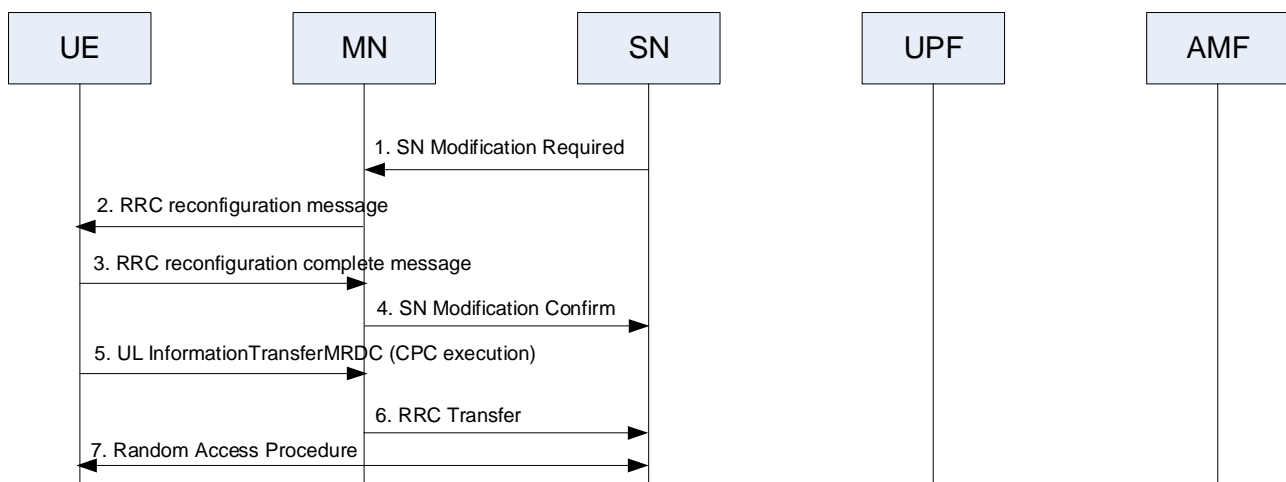 UE
MN
SN
UPF
AMF
1. SN Modification Required
2. RRC reconfiguration message
3. RRC reconfiguration complete message
4. SN Modification Confirm
5. UL InformationTransferMRDC (CPC execution)
6. RRC Transfer
7. Random Access Procedure